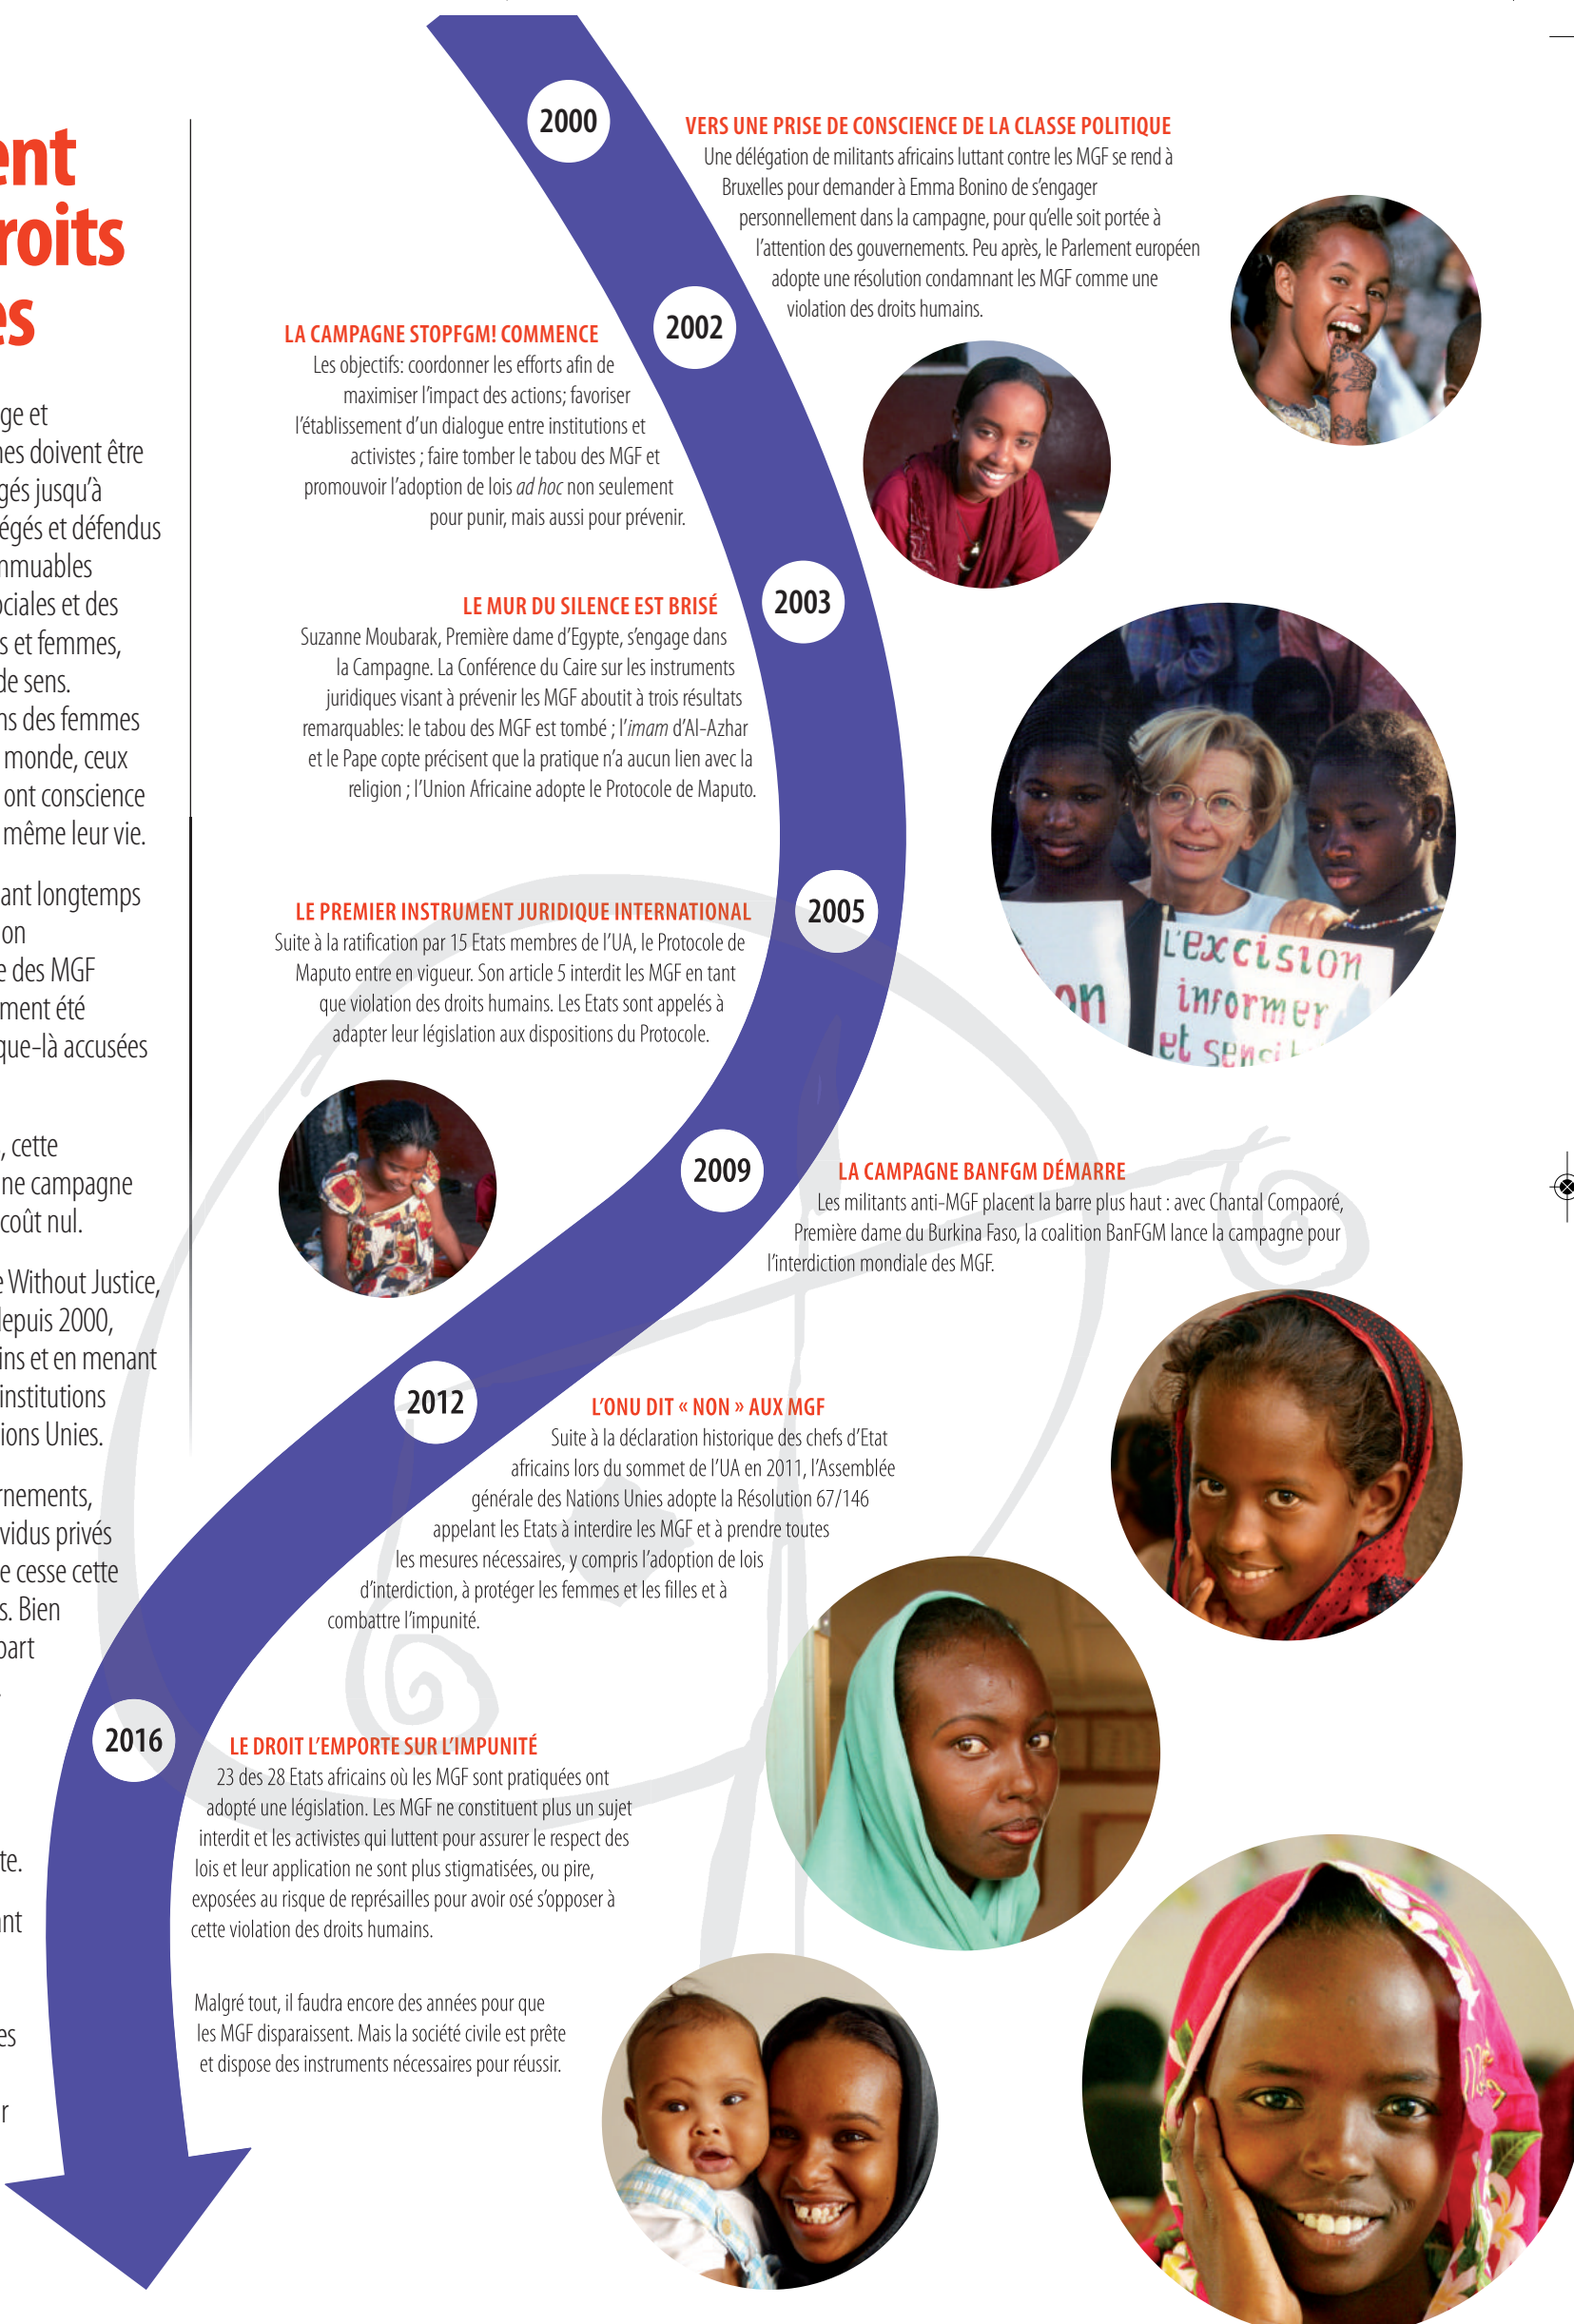 ent
roits
es
ge et
nes doivent être
gés jusqu’à
égés et défendus
nmuables
ociales et des
s et femmes,
de sens.
ns des femmes
monde, ceux
ont conscience
même leur vie.
ant longtemps
on
e des MGF
ment été
que-là accusées
, cette
ne campagne
coût nul.
e Without Justice,
depuis 2000,
ins et en menant
institutions
ions Unies.
rnements,
vidus privés
e cesse cette
s. Bien
part
te.
ant
es
r
2000
VERS UNE PRISE DE CONSCIENCE DE LA CLASSE POLITIQUE
Une délégation de militants africains luttant contre les MGF se rend à
Bruxelles pour demander à Emma Bonino de s’engager
personnellement dans la campagne, pour qu’elle soit portée à
l’attention des gouvernements. Peu après, le Parlement européen
adopte une résolution condamnant les MGF comme une
violation des droits humains.
2002
LA CAMPAGNE STOPFGM! COMMENCE
Les objectifs: coordonner les efforts afin de
maximiser l’impact des actions; favoriser
l’établissement d’un dialogue entre institutions et
activistes ; faire tomber le tabou des MGF et
promouvoir l’adoption de lois ad hoc non seulement
pour punir, mais aussi pour prévenir.
2003
LE MUR DU SILENCE EST BRISÉ
Suzanne Moubarak, Première dame d’Egypte, s’engage dans
la Campagne. La Conférence du Caire sur les instruments
juridiques visant à prévenir les MGF aboutit à trois résultats
remarquables: le tabou des MGF est tombé ; l’imam d’Al-Azhar
et le Pape copte précisent que la pratique n’a aucun lien avec la
religion ; l’Union Africaine adopte le Protocole de Maputo.
2005
LE PREMIER INSTRUMENT JURIDIQUE INTERNATIONAL
Suite à la ratification par 15 Etats membres de l’UA, le Protocole de
Maputo entre en vigueur. Son article 5 interdit les MGF en tant
que violation des droits humains. Les Etats sont appelés à
adapter leur législation aux dispositions du Protocole.
on
L'excision
informer
et sensi
2009
LA CAMPAGNE BANFGM DÉMARRE
Les militants anti-MGF placent la barre plus haut : avec Chantal Compaoré,
Première dame du Burkina Faso, la coalition BanFGM lance la campagne pour
l’interdiction mondiale des MGF.
2012
L’ONU DIT « NON » AUX MGF
Suite à la déclaration historique des chefs d’Etat
africains lors du sommet de l’UA en 2011, l’Assemblée
générale des Nations Unies adopte la Résolution 67/146
appelant les Etats à interdire les MGF et à prendre toutes
les mesures nécessaires, y compris l’adoption de lois
d’interdiction, à protéger les femmes et les filles et à
combattre l’impunité.
2016
LE DROIT L’EMPORTE SUR L’IMPUNITÉ
23 des 28 Etats africains où les MGF sont pratiquées ont
adopté une législation. Les MGF ne constituent plus un sujet
interdit et les activistes qui luttent pour assurer le respect des
lois et leur application ne sont plus stigmatisées, ou pire,
exposées au risque de représailles pour avoir osé s’opposer à
cette violation des droits humains.
Malgré tout, il faudra encore des années pour que
les MGF disparaissent. Mais la société civile est prête
et dispose des instruments nécessaires pour réussir.